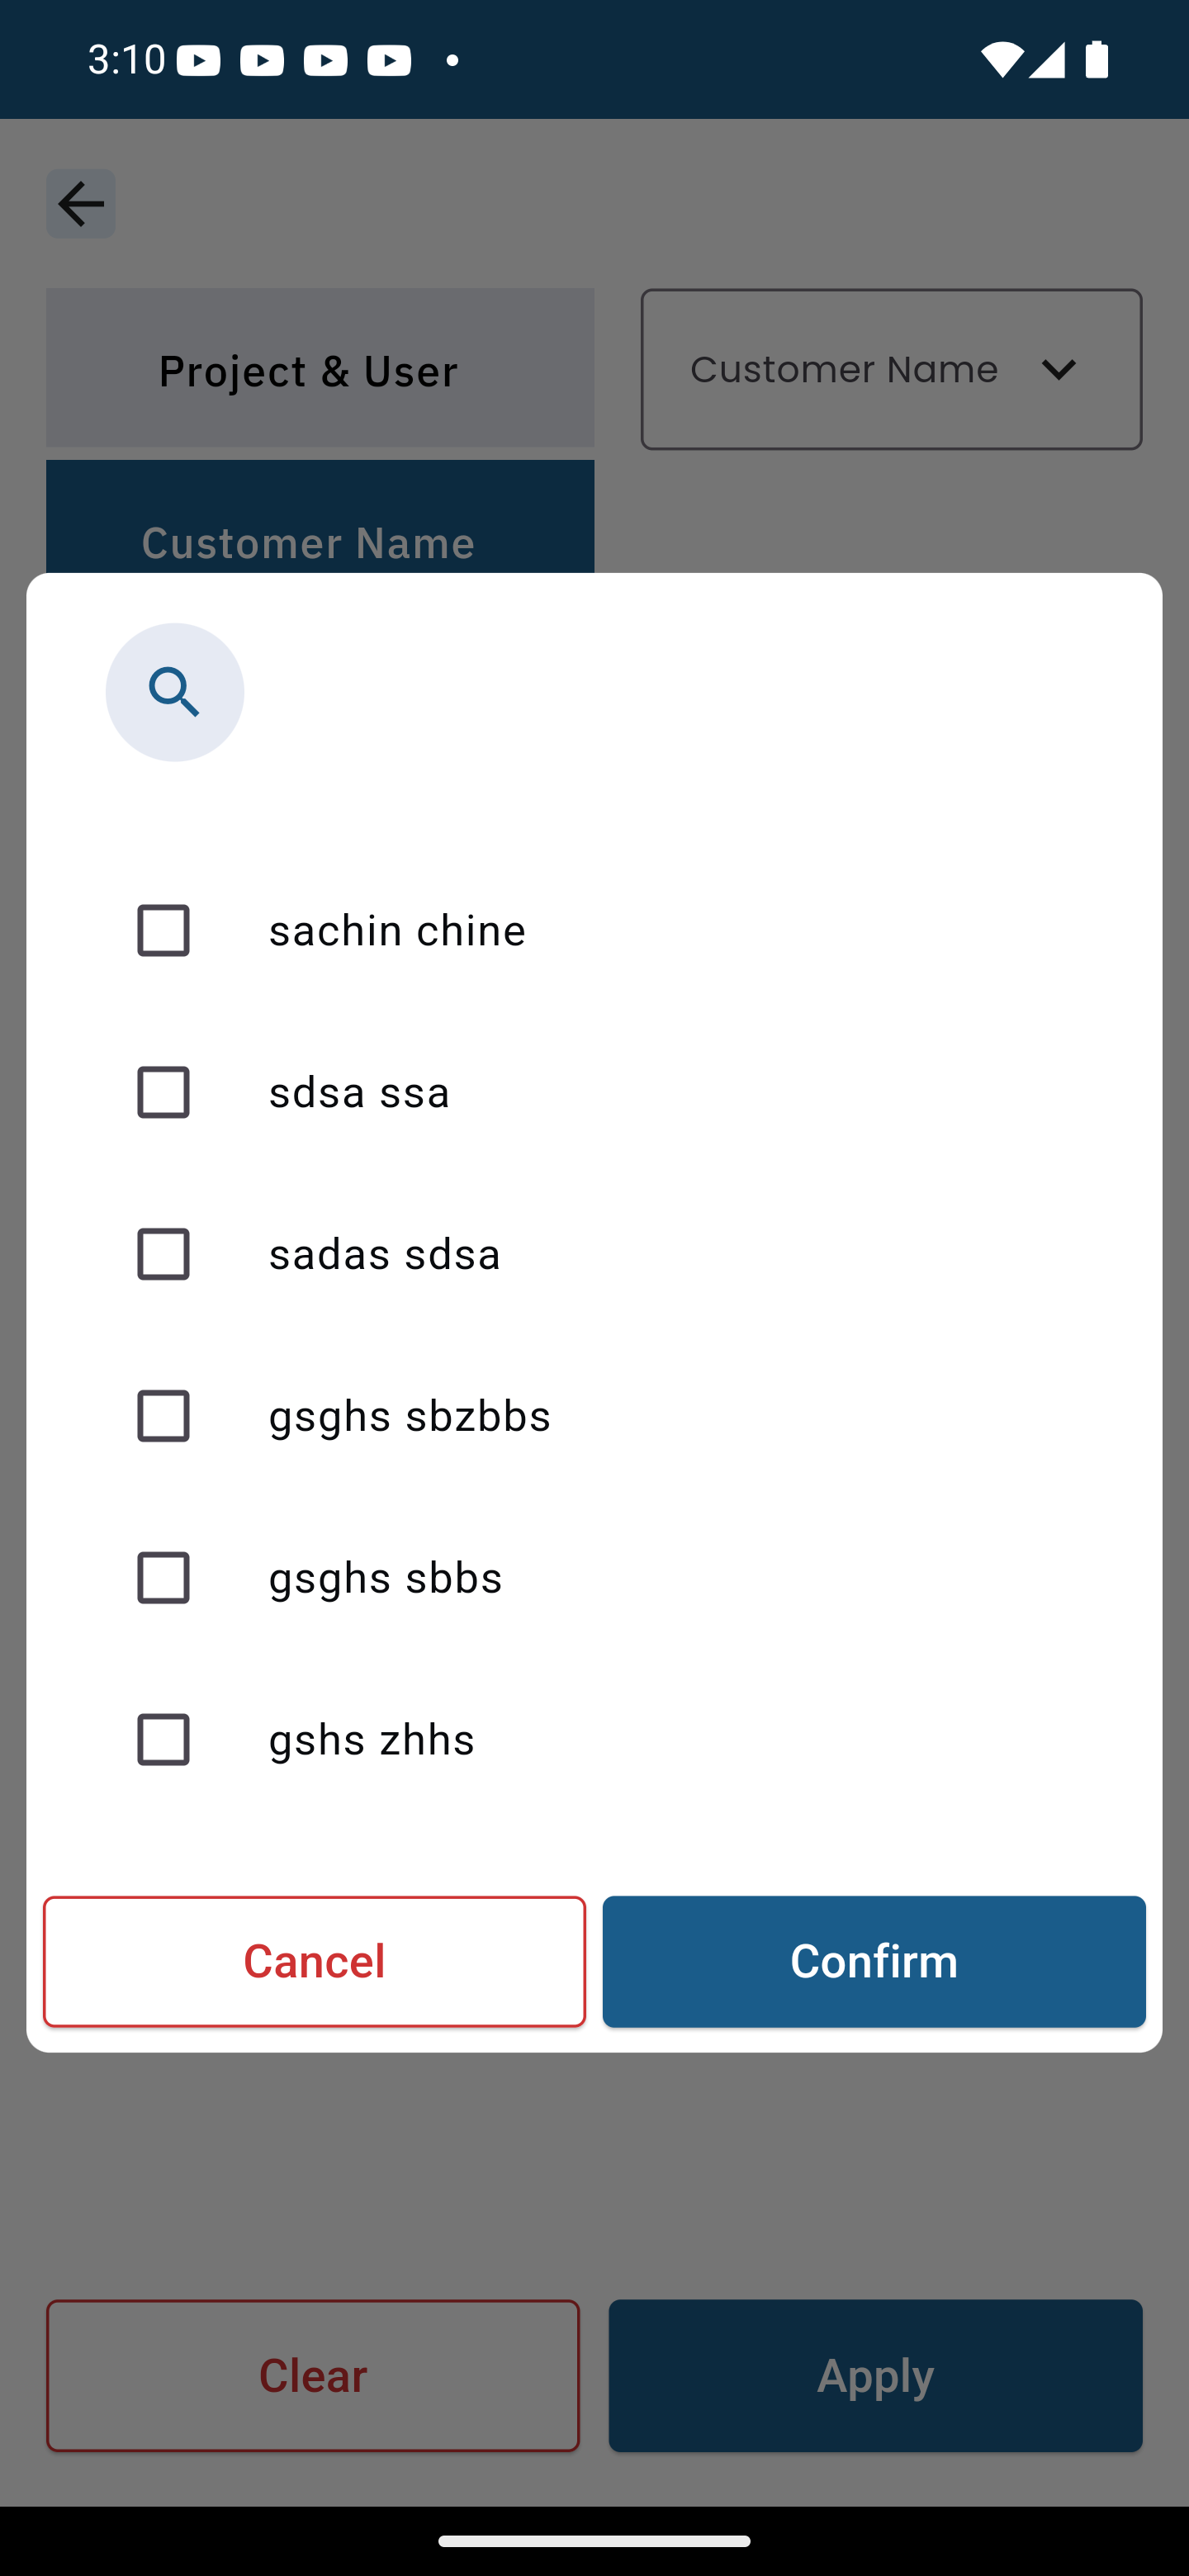 3:10
Project & User
Customer Name
Customer Name
sachin chine
sdsa ssa
sadas sdsa
gsghs sbzbbs
gsghs sbbs
gshs zhhs
Cancel
Confirm
Clear
Apply